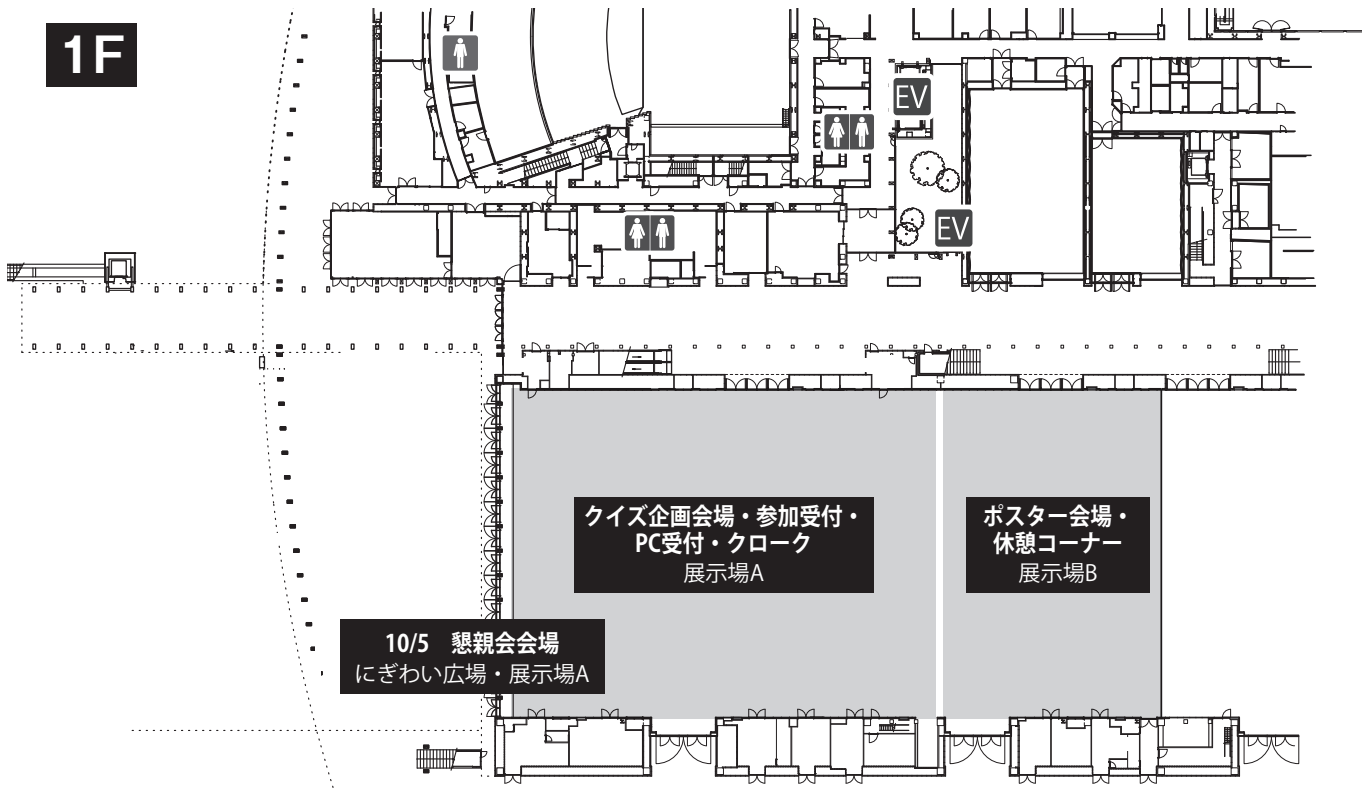 1F
EV
EV
クイズ企画会場・参加受付・
PC受付・クローク
展示場A
ポスター会場・
休憩コーナー
展示場B
10/5　懇親会会場
にぎわい広場・展示場A